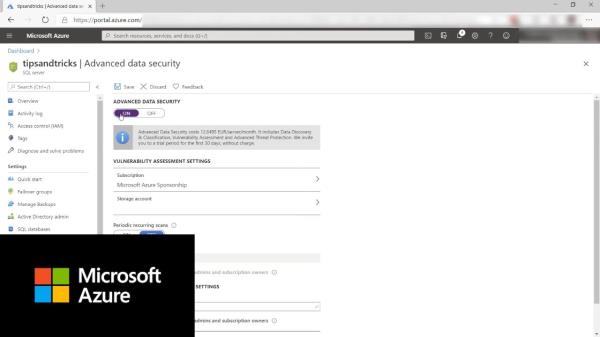 tipsandtricks | Advanced data se
https://portal.azure.com/
Microsoft Azure
Search resources, services, and docs (G+/)
Dashboard >
tipsandtricks | Advanced data security
SQL server
Search (Ctrl+/)
Save
Discard
Feedback
Overview
Activity log
Access control (IAM)
Tags
Diagnose and solve problems
Settings
Quick start
Failover groups
Manage Backups
Active Directory admin
SQL databases
ADVANCED DATA SECURITY
ON
OFF
Advanced Data Security costs 12.6495 EUR/server/month. It includes Data Discovery
& Classification, Vulnerability Assessment and Advanced Threat Protection. We invite
you to a trial period for the first 30 days, without charge.
VULNERABILITY ASSESSMENT SETTINGS
Subscription
Microsoft Azure Sponsorship
Storage account
Periodic recurring scans
admins and subscription owners
SETTINGS
admins and subscription owners
Microsoft
Azure